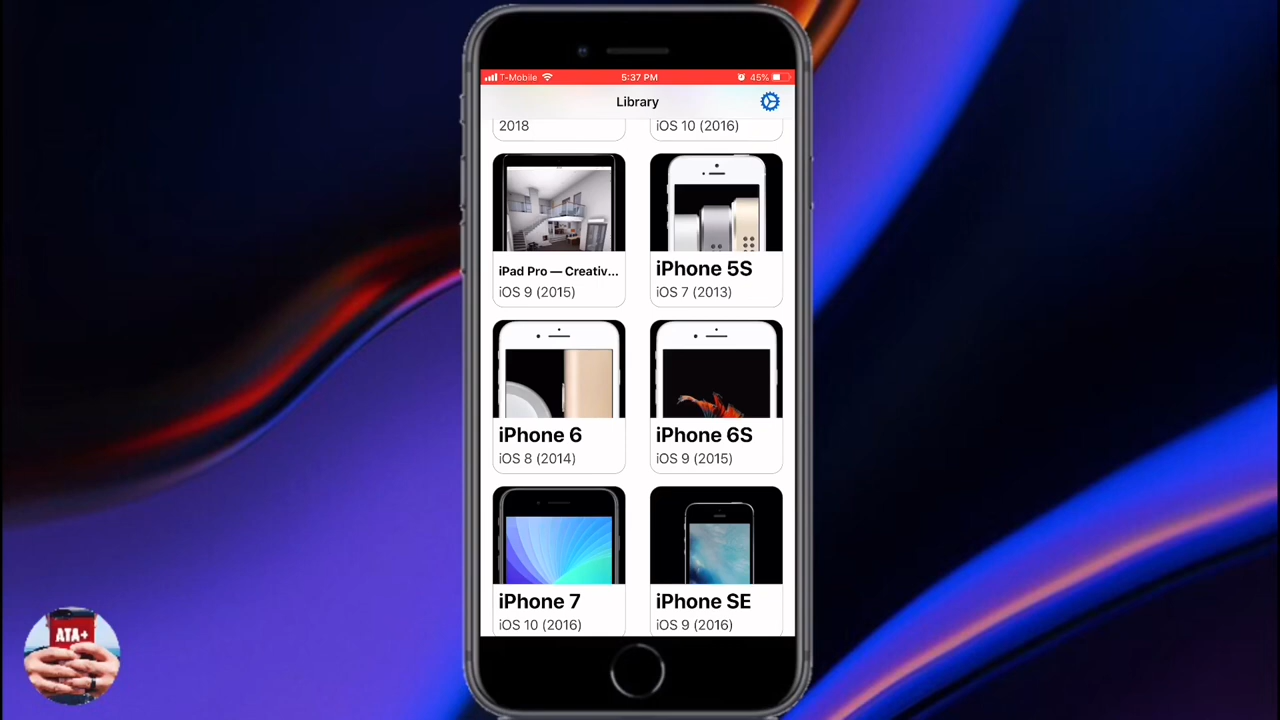 T-Mobile
5:37 PM
45%
Library
2018
iOS 10 (2016)
iPad Pro — Creativ...
iOS 9 (2015)
iPhone 5S
iOS 7 (2013)
iPhone 6
iOS 8 (2014)
iPhone 6S
iOS 9 (2015)
iPhone 7
iOS 10 (2016)
iPhone SE
iOS 9 (2016)
ATA+